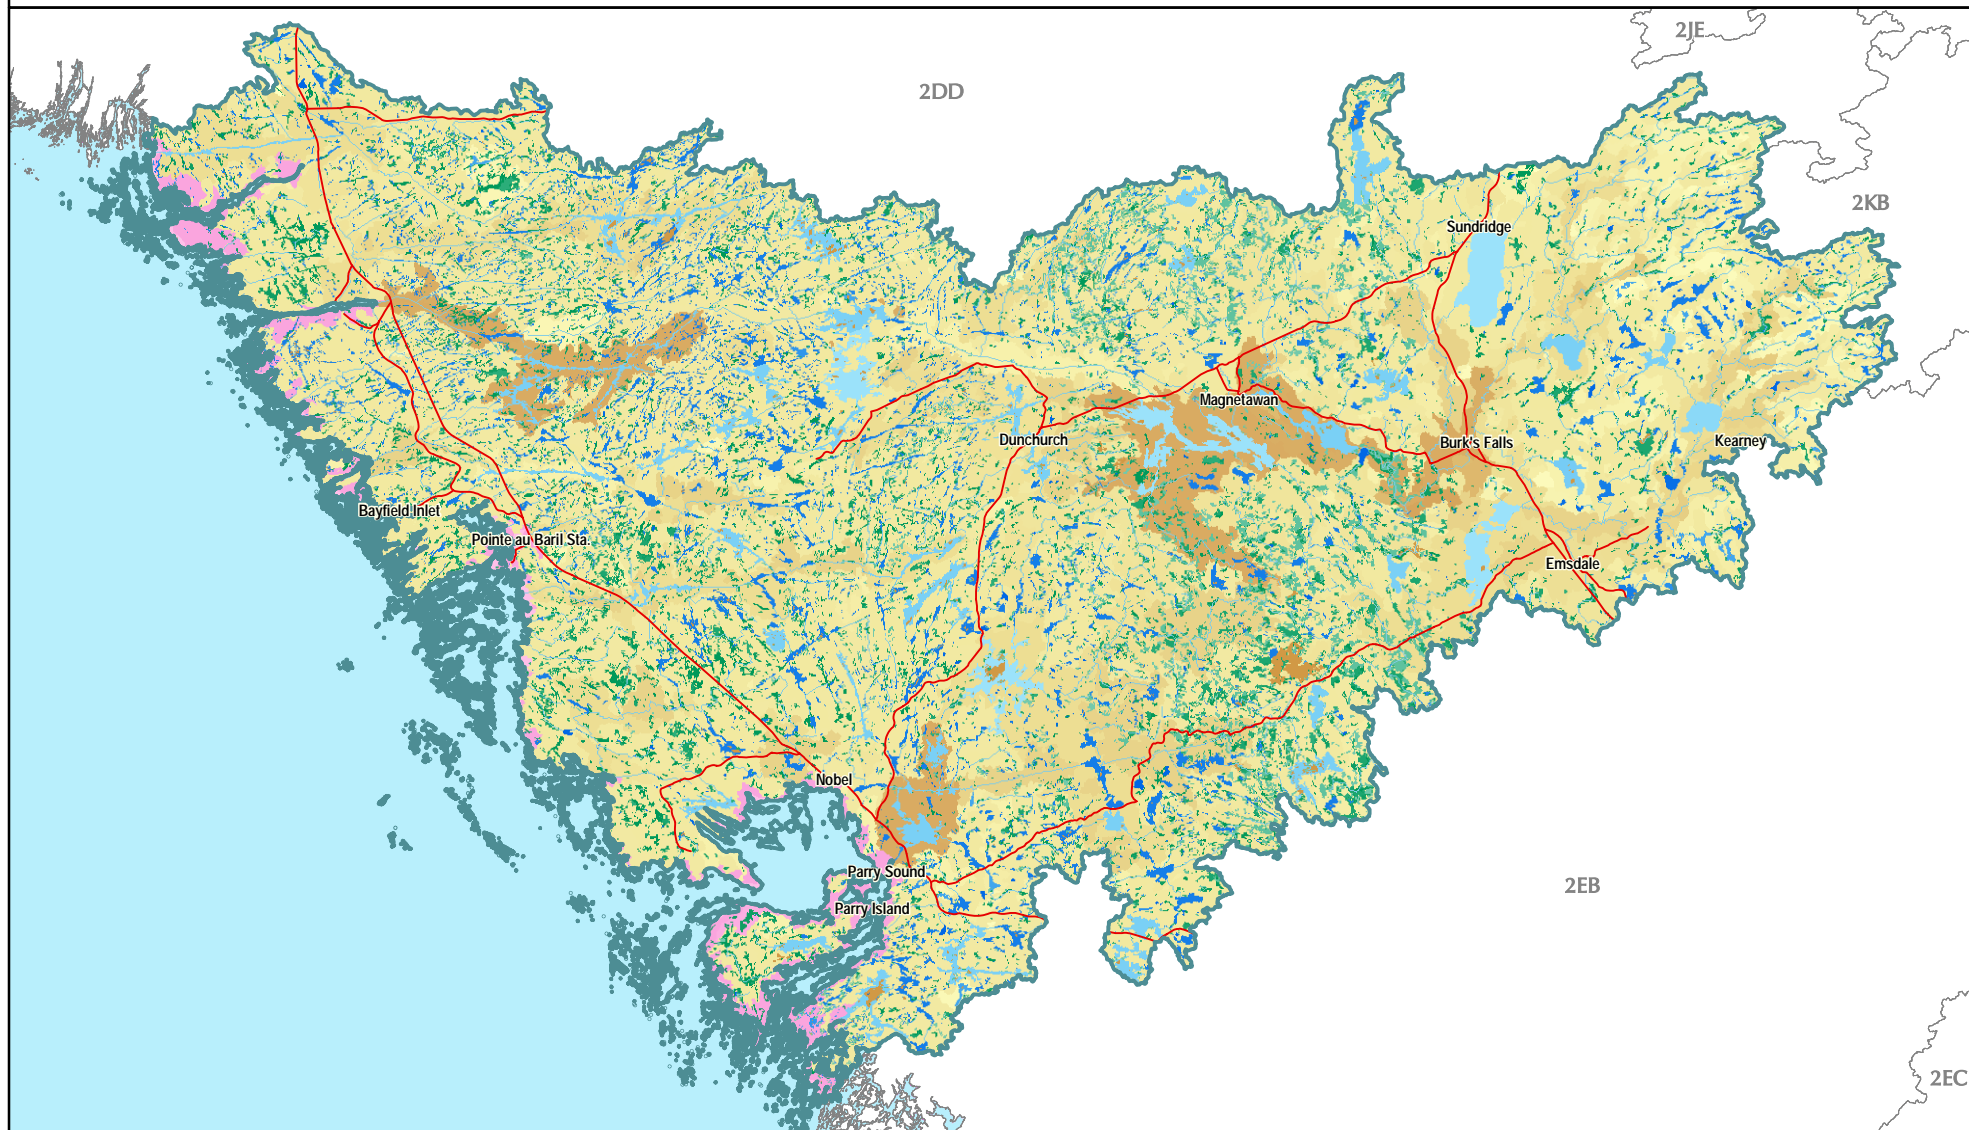 2JE
2DD
2KB
Sundridge
Magnetawan
Dunchurch
Burk's Falls
Kearney
Bayfield Inlet
Pointe au Baril Sta.
Emsdale
Nobel
Parry Sound
2EB
Parry Island
2EC